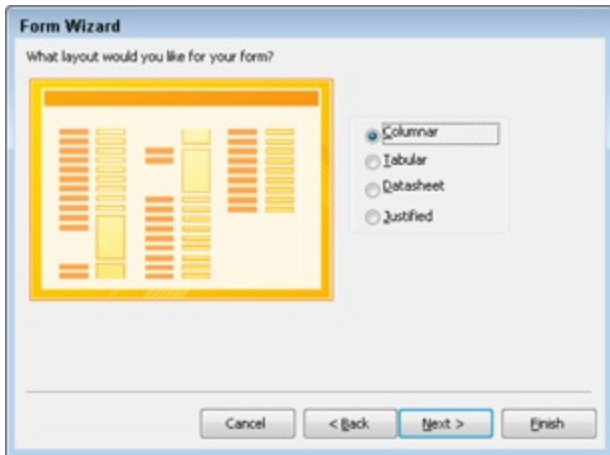 Form Wizard
What layout would you like for your form?
Columnar
Tabular
Datasheet
Justified
Cancel
< Back
Next >
Finish